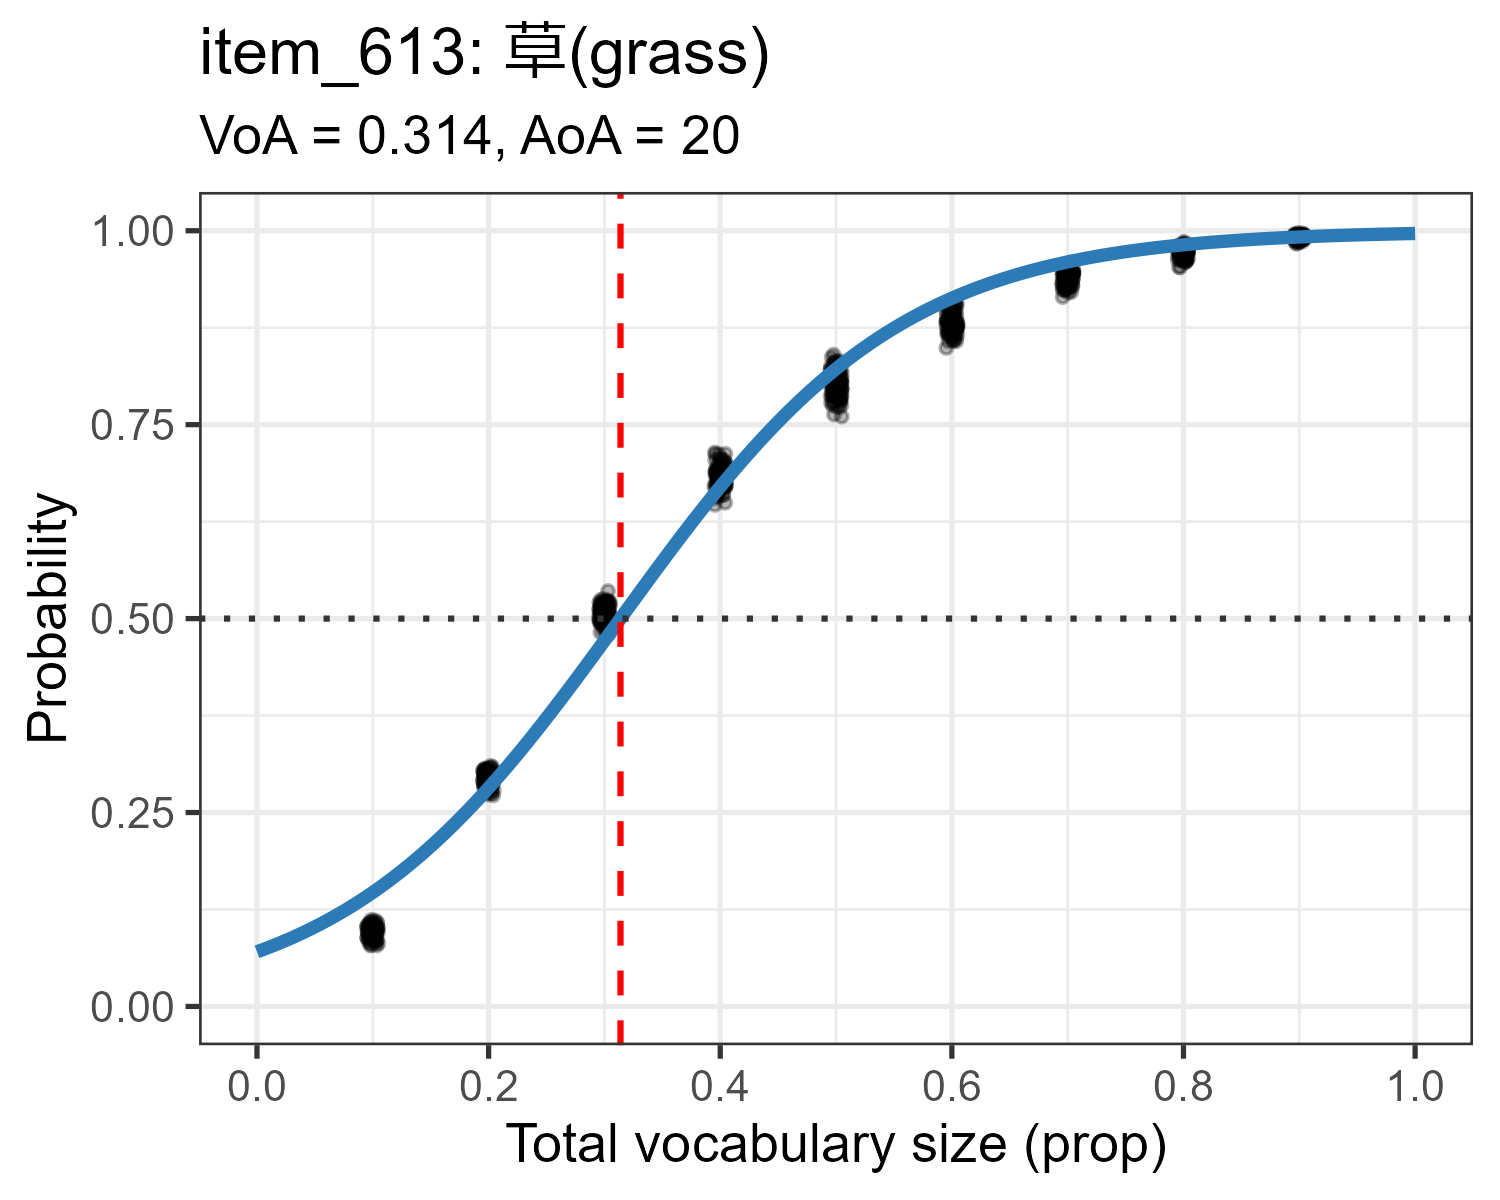 item_613: 草(grass)
VoA = 0.314, AoA = 20
1.00
0.75
0.50
0.25
0.00
Probability
0.0 0.2 0.4 0.6 0.8 1.0
Total vocabulary size (prop)